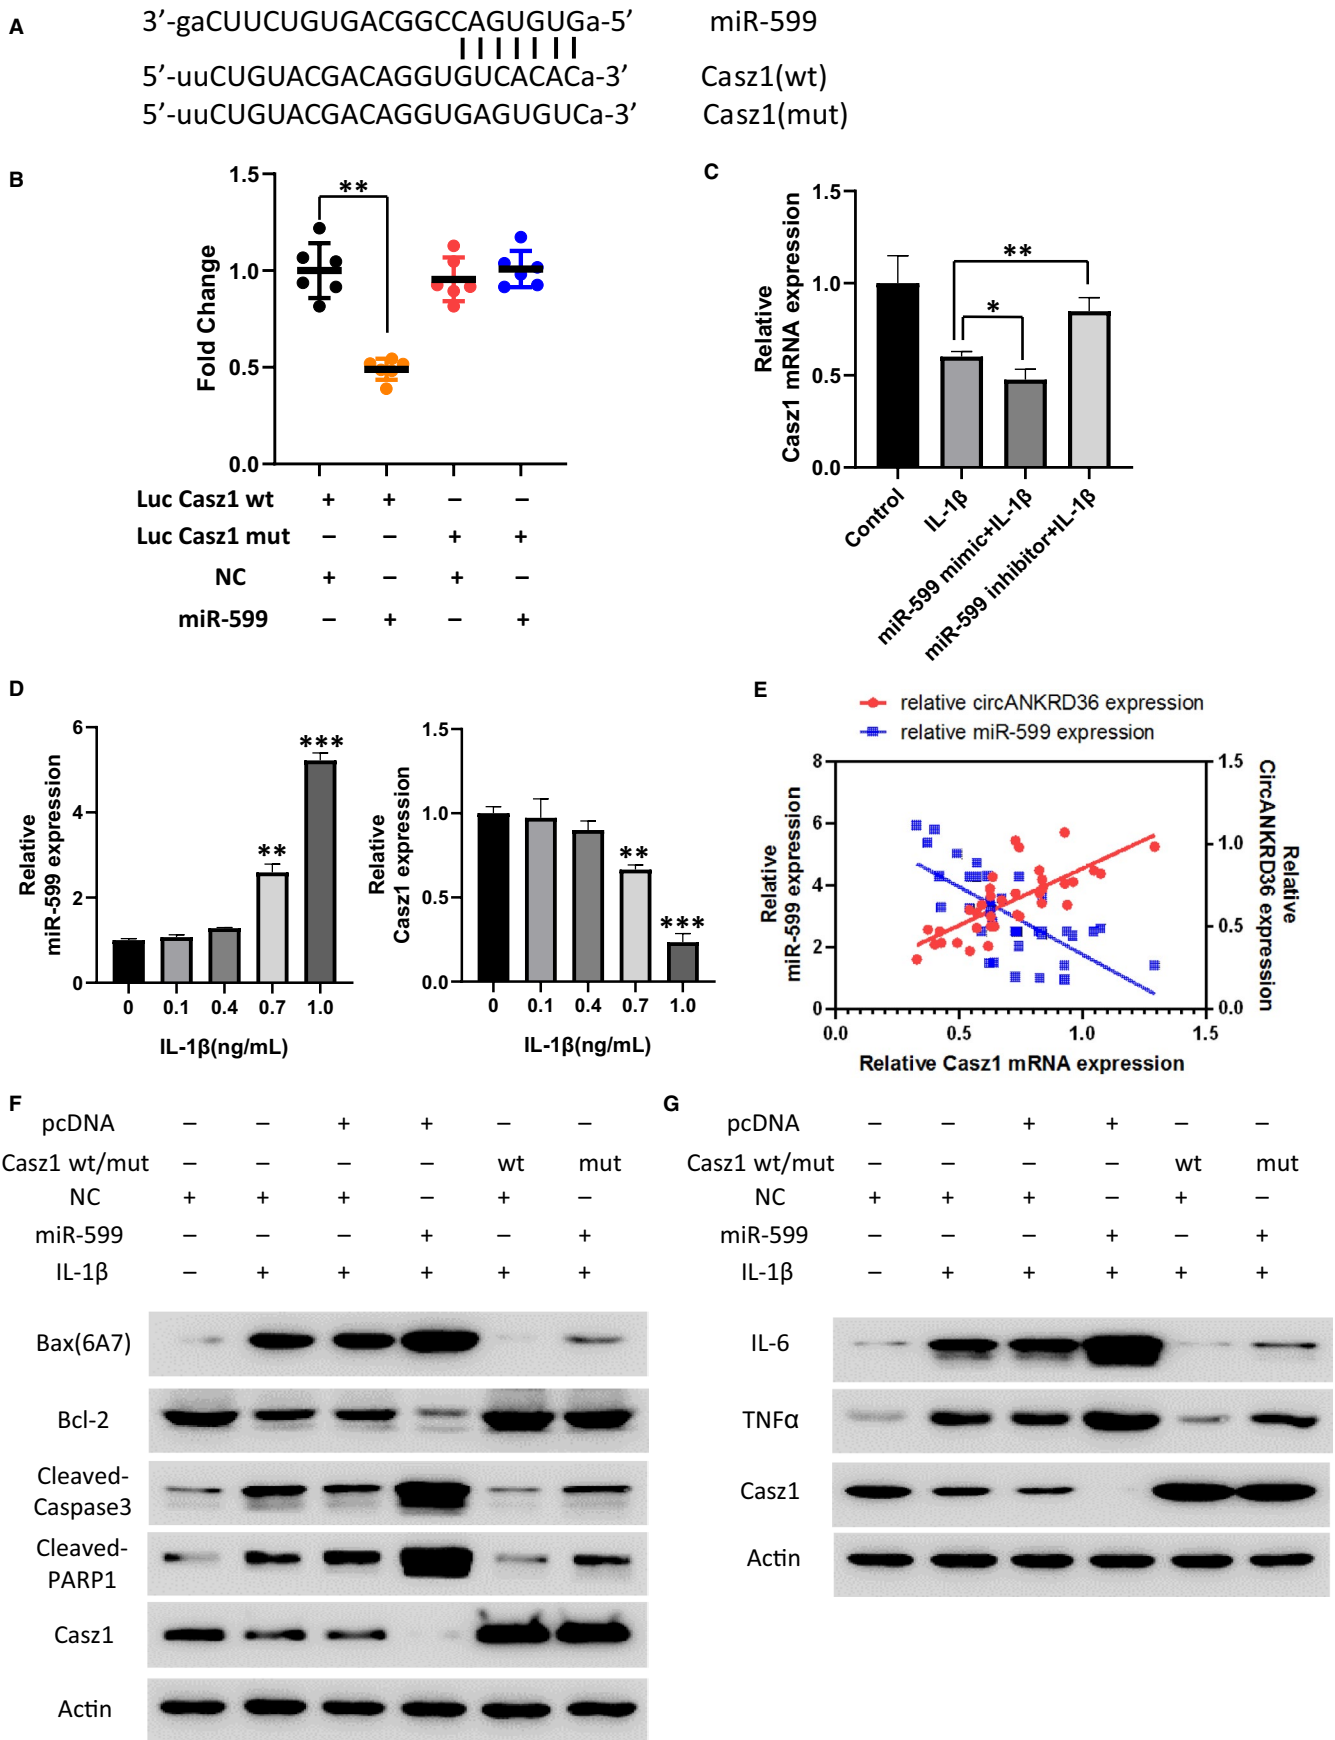 A
3’-gaCUUCUGUGACGGCCAGUGUGa-5’ miR-599
5’-uuCUGUACGACAGGUGUCACACa-3’ Casz1(wt)
5’-uuCUGUACGACAGGUGAGUGUCa-3’ Casz1(mut)
B
Fold Change
1.5
1.0
0.5
0.0
**
Luc Casz1 wt + + – –
Luc Casz1 mut – – + +
NC + – + –
miR-599 – + – +
C
Relative
Casz1 mRNA expression
1.5
1.0
0.5
0.0
**
*
Control
IL-1β
miR-599 mimic+IL-1β
miR-599 inhibitor+IL-1β
D
Relative
miR-599 expression
6
4
2
0
**
***
0 0.1 0.4 0.7 1.0
IL-1β(ng/mL)
Relative
Casz1 expression
1.5
1.0
0.5
0.0
**
***
0 0.1 0.4 0.7 1.0
IL-1β(ng/mL)
E
relative circANKRD36 expression
relative miR-599 expression
Relative
miR-599 expression
8
6
4
2
0
1.5
1.0
0.5
0.0
Relative
CircANKRD36 expression
0.0 0.5 1.0 1.5
Relative Casz1 mRNA expression
F
pcDNA – – + + – –
Casz1 wt/mut – – – – wt mut
NC + + + – + –
miR-599 – – – + – +
IL-1β – + + + + +
Bax(6A7)
Bcl-2
Cleaved-
Caspase3
Cleaved-
PARP1
Casz1
Actin
G
pcDNA – – + + – –
Casz1 wt/mut – – – – wt mut
NC + + + – + –
miR-599 – – – + – +
IL-1β – + + + + +
IL-6
TNFα
Casz1
Actin